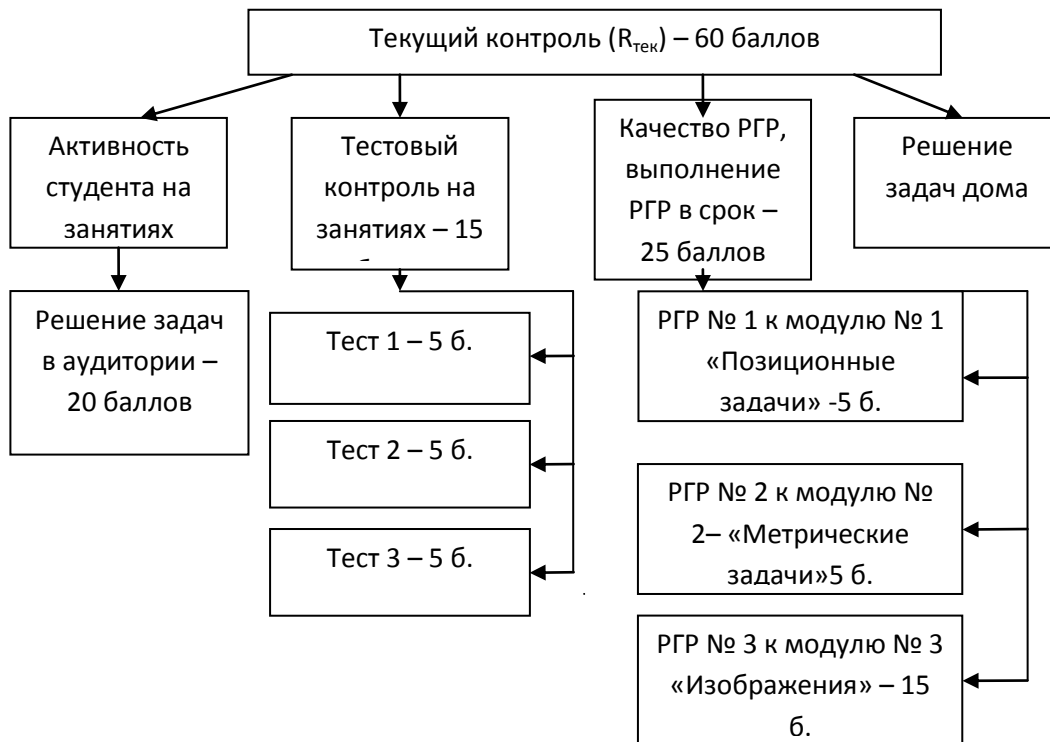 Текущий контроль (Rтек) – 60 баллов
Активность
студента на
занятиях
Тестовый
контроль на
занятиях – 15
Качество РГР,
выполнение
РГР в срок –
25 баллов
Решение
задач дома
Решение задач
в аудитории –
20 баллов
Тест 1 – 5 б.
Тест 2 – 5 б.
Тест 3 – 5 б.
РГР № 1 к модулю № 1
«Позиционные
задачи» -5 б.
РГР № 2 к модулю №
2– «Метрические
задачи»5 б.
РГР № 3 к модулю № 3
«Изображения» – 15
б.